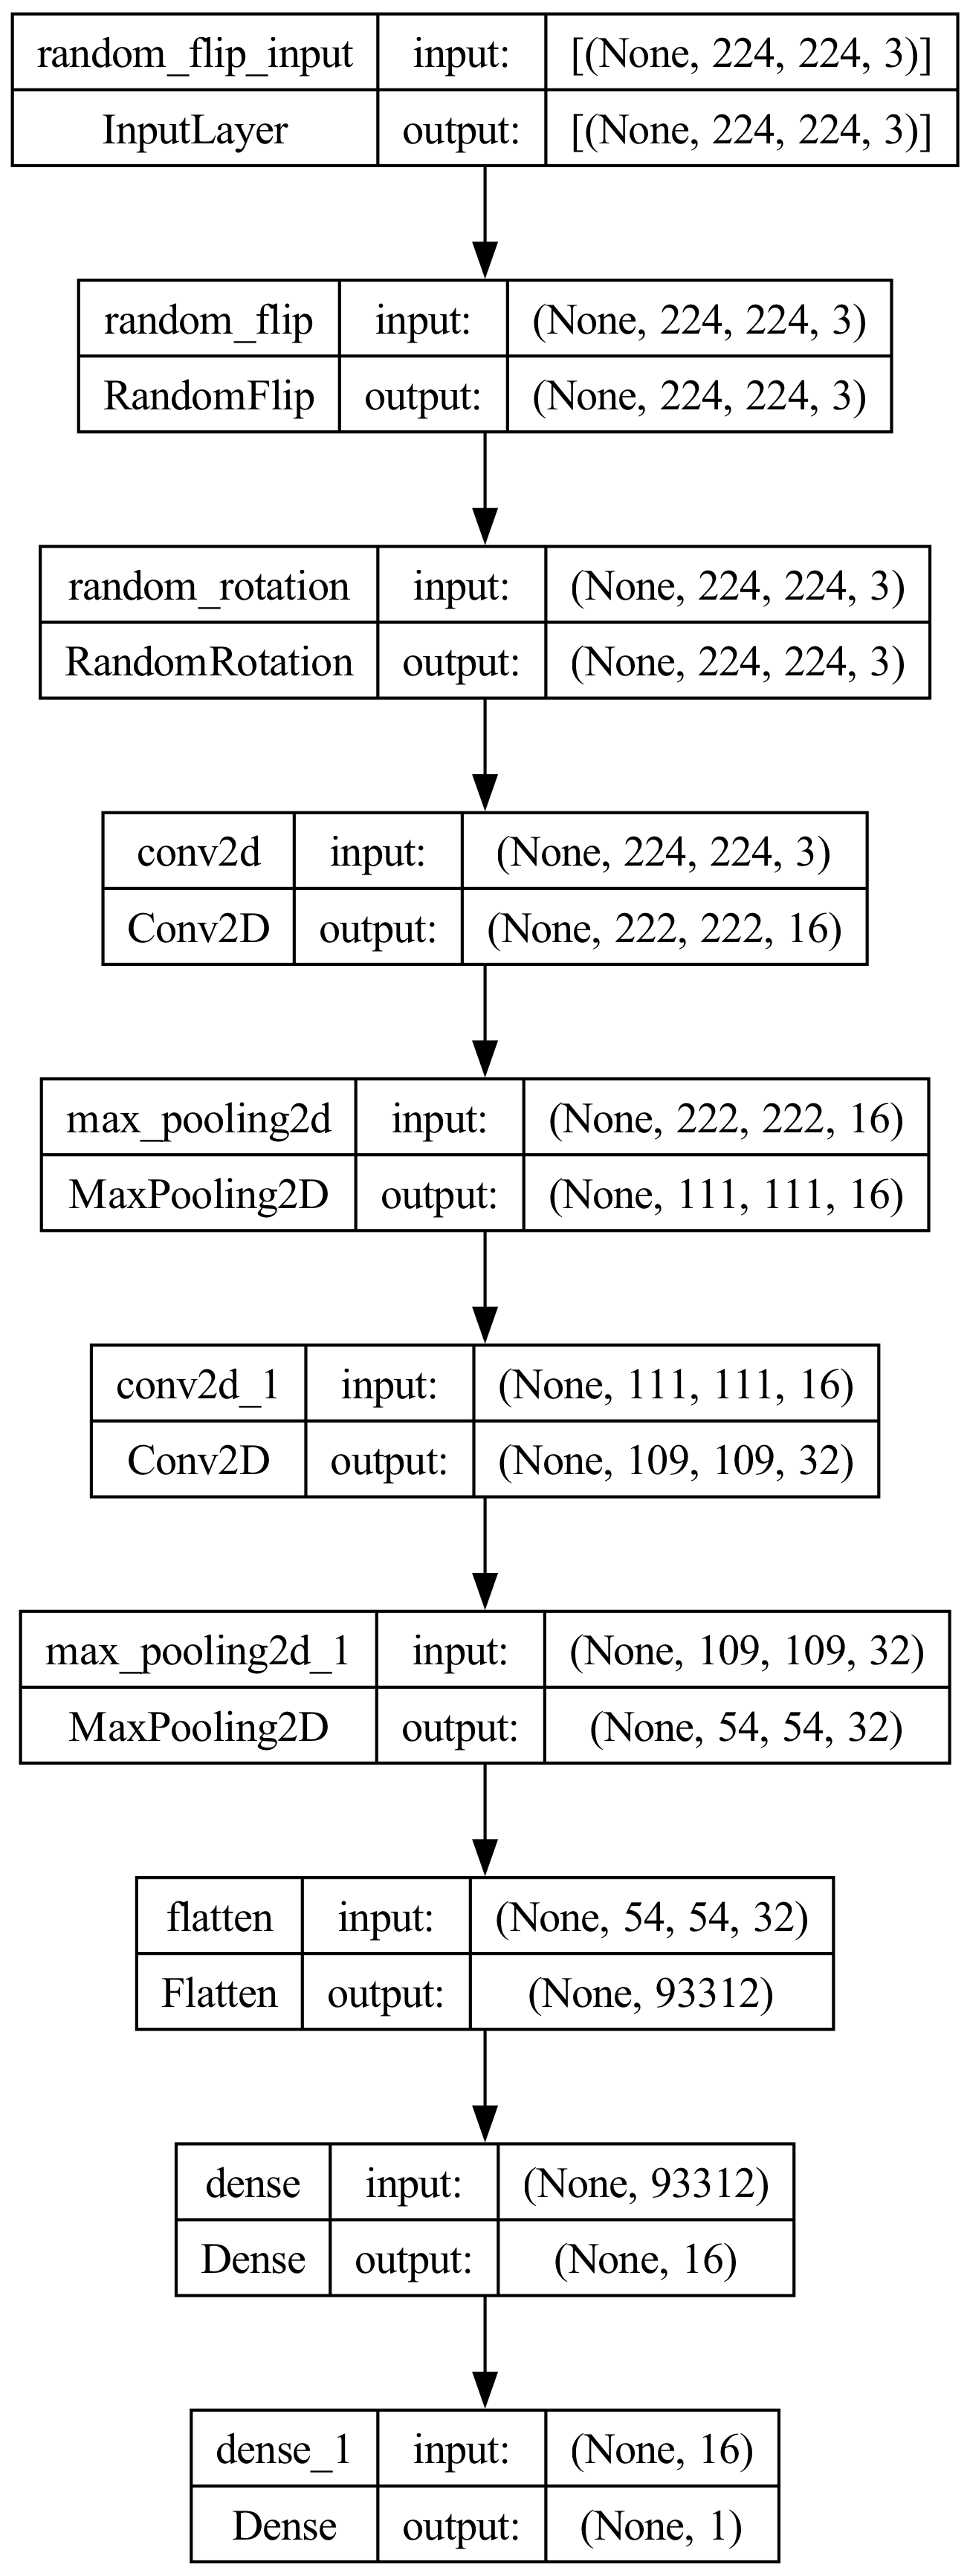 random_flip_input input: [(None, 224, 224, 3)]
InputLayer output: [(None, 224, 224, 3)]
random_flip input: (None, 224, 224, 3)
RandomFlip output: (None, 224, 224, 3)
random_rotation input: (None, 224, 224, 3)
RandomRotation output: (None, 224, 224, 3)
conv2d input: (None, 224, 224, 3)
Conv2D output: (None, 222, 222, 16)
max_pooling2d input: (None, 222, 222, 16)
MaxPooling2D output: (None, 111, 111, 16)
conv2d_1 input: (None, 111, 111, 16)
Conv2D output: (None, 109, 109, 32)
max_pooling2d_1 input: (None, 109, 109, 32)
MaxPooling2D output: (None, 54, 54, 32)
flatten input: (None, 54, 54, 32)
Flatten output: (None, 93312)
dense input: (None, 93312)
Dense output: (None, 16)
dense_1 input: (None, 16)
Dense output: (None, 1)